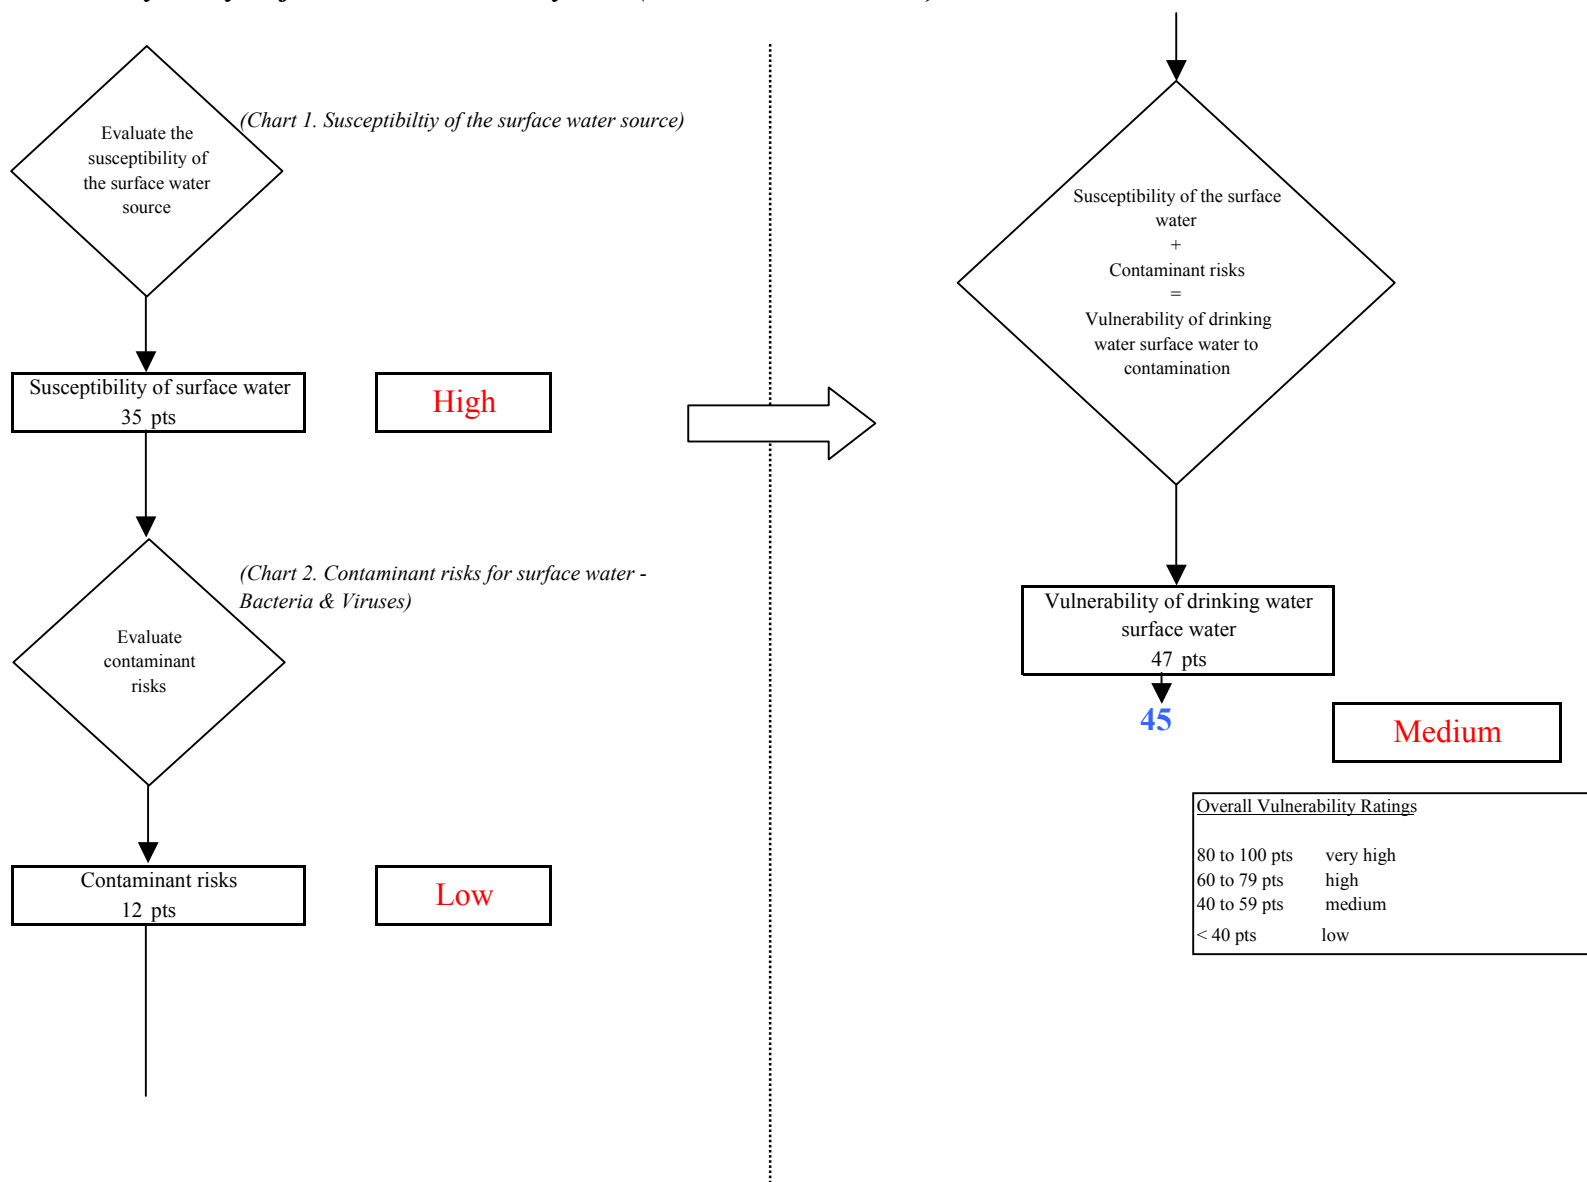 (Chart 1. Susceptibiltiy of the surface water source)
Evaluate the
susceptibility of
the surface water
source
Susceptibility of surface water
35 pts
High
(Chart 2. Contaminant risks for surface water -
Bacteria & Viruses)
Evaluate
contaminant
risks
Contaminant risks
12 pts
Low
Susceptibility of the surface
water
+
Contaminant risks
=
Vulnerability of drinking
water surface water to
contamination
Vulnerability of drinking water
surface water
47 pts
45
Medium
Overall Vulnerability Ratings
80 to 100 pts very high
60 to 79 pts high
40 to 59 pts medium
< 40 pts low